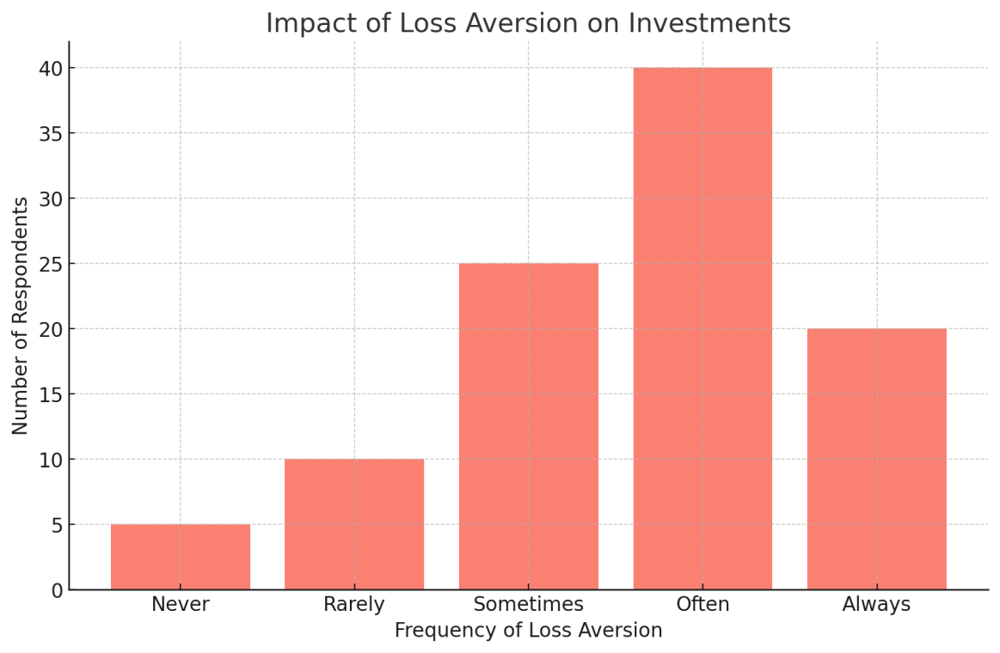 Impact of Loss Aversion on Investments
Number of Respondents
40
35
30
25
20
15
10
5
0
Never
Rarely
Sometimes
Often
Always
Frequency of Loss Aversion